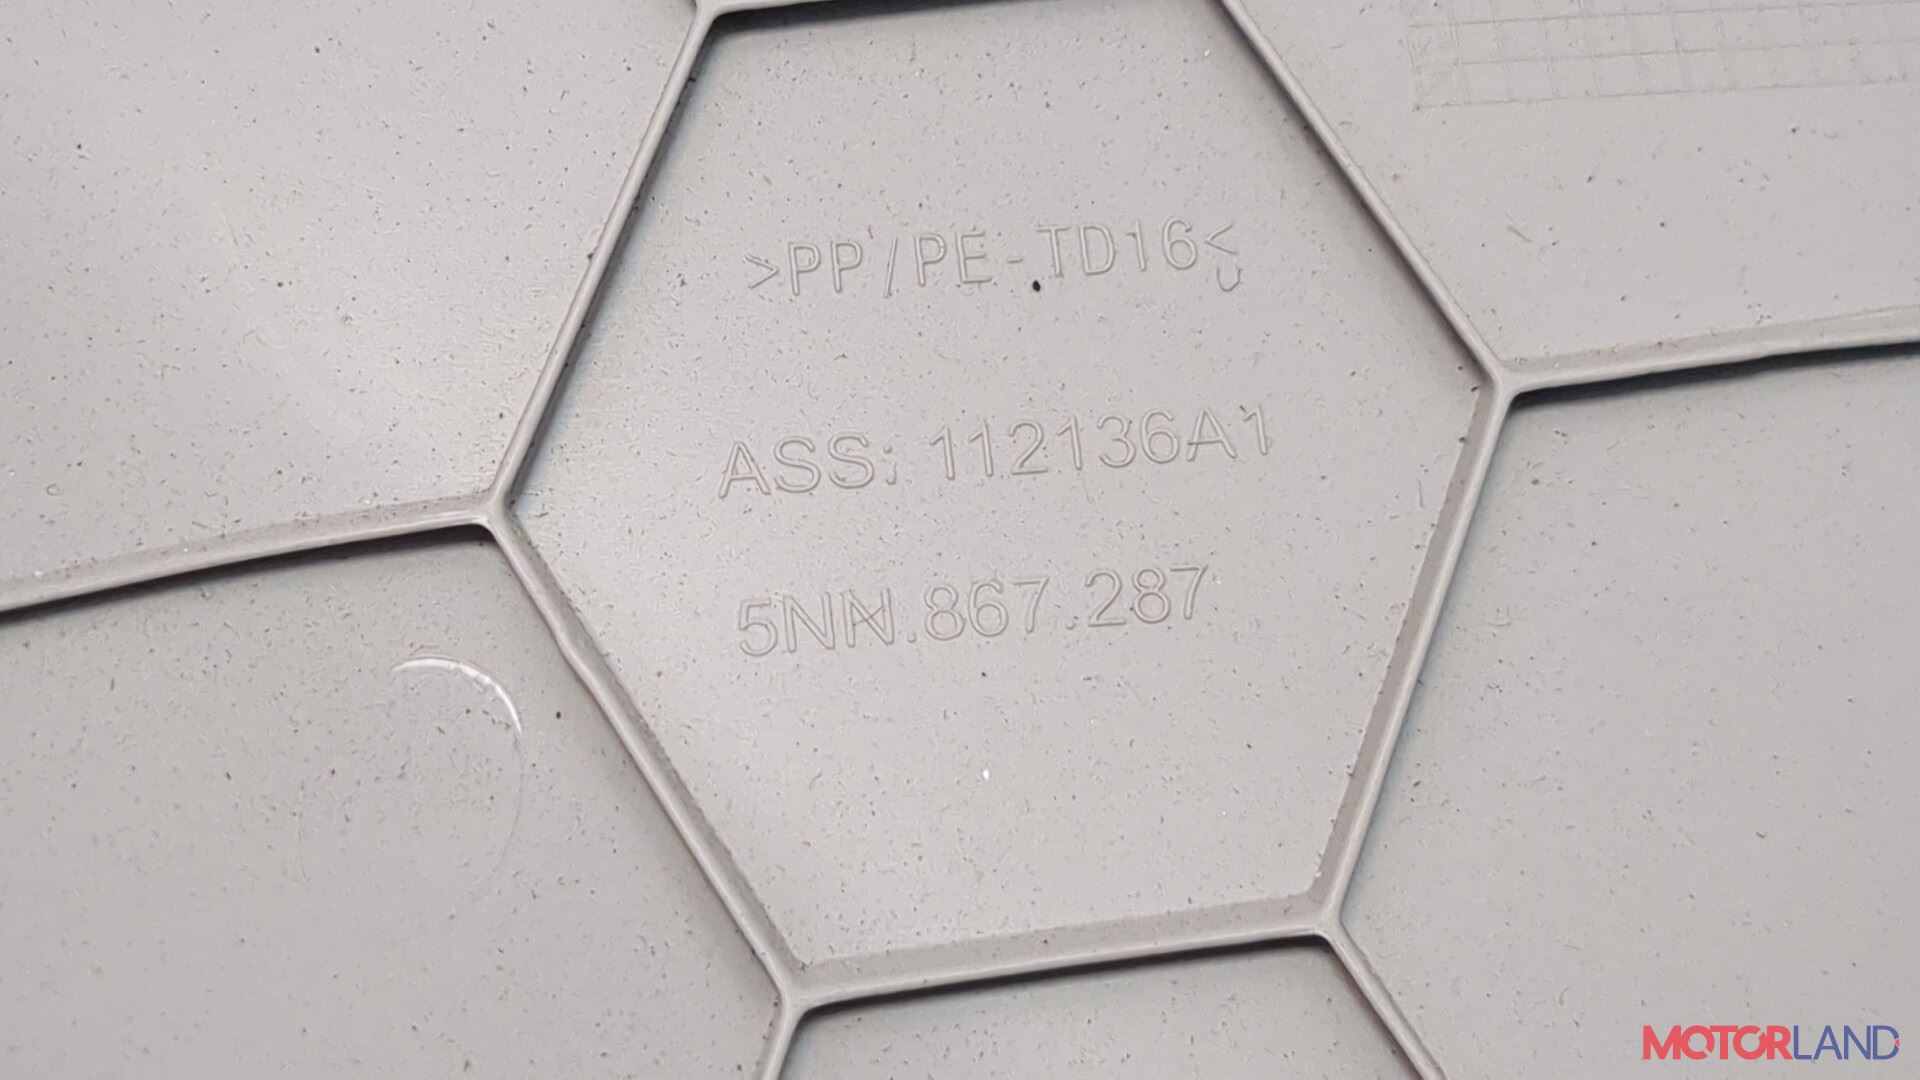 >PP/PE-TD16<
ASS: 112136A1
5NN.867.287
MOTORLAND